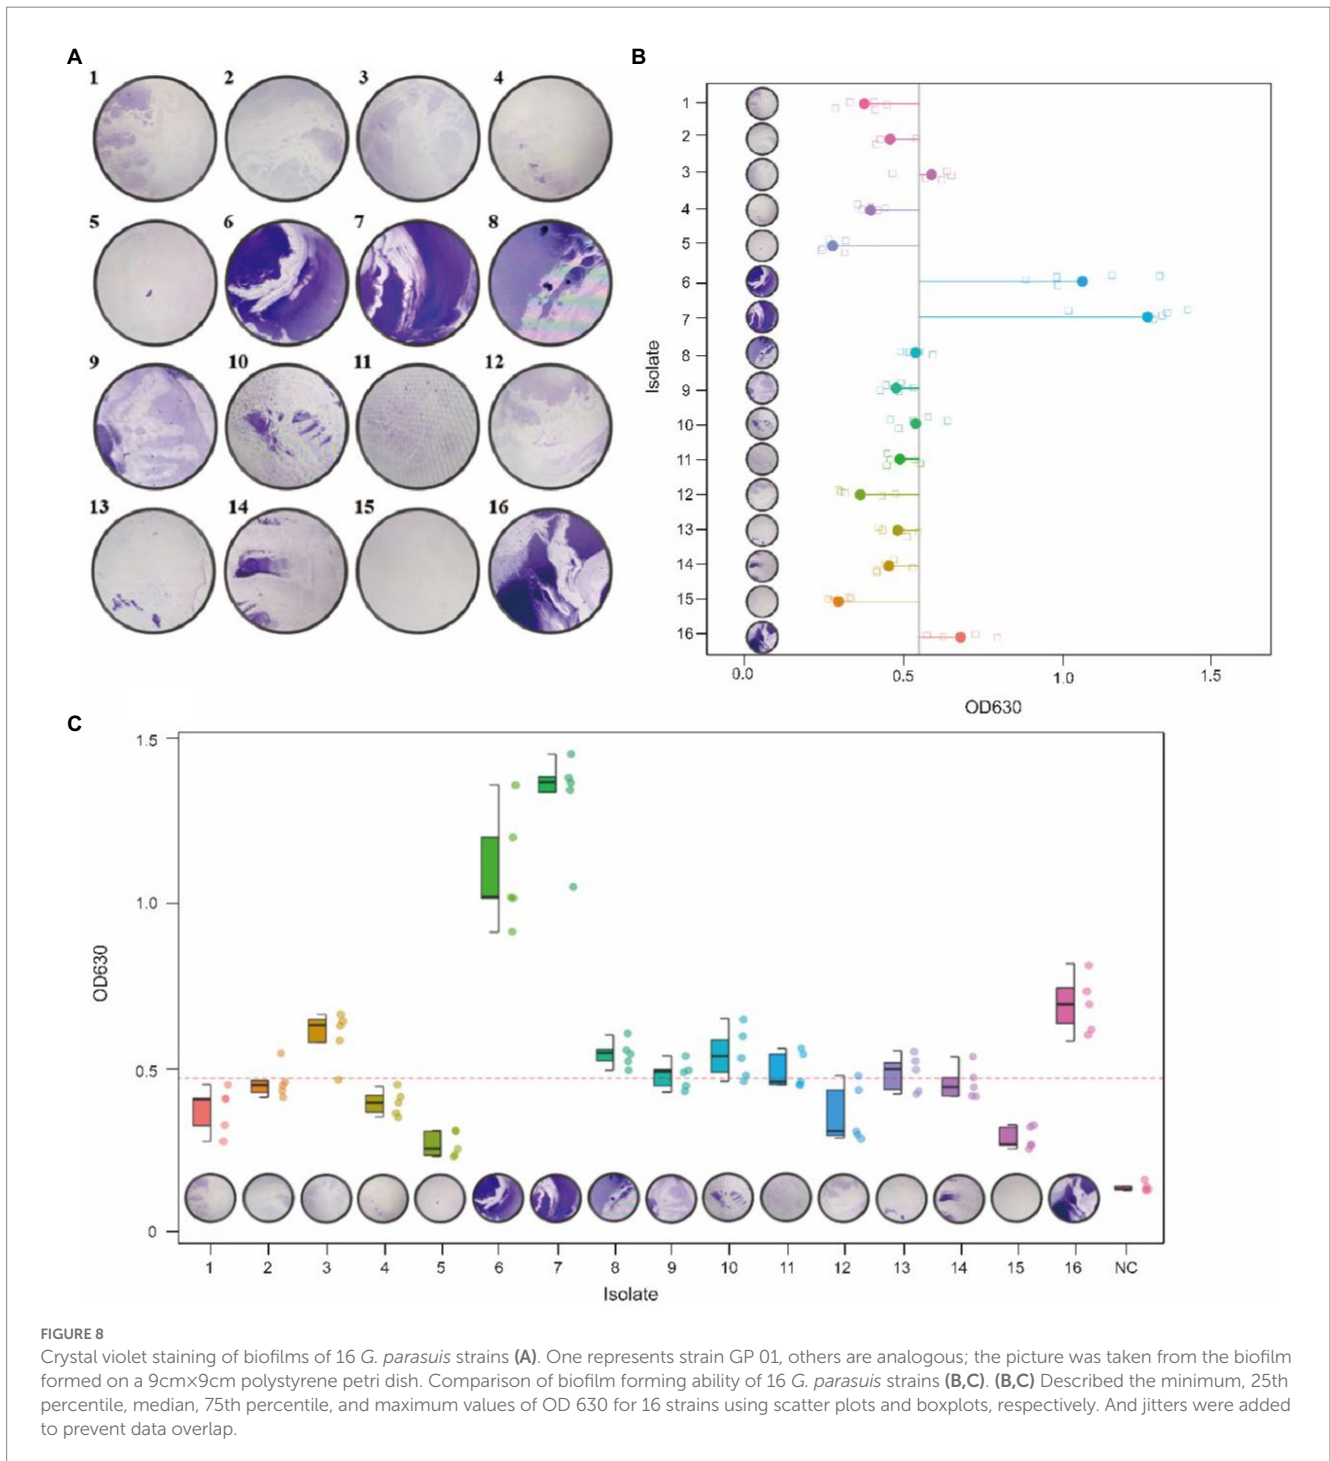 A
1 2 3 4
5 6 7 8
9 10 11 12
13 14 15 16
B
1
2
3
4
5
6
7
8
9
10
11
12
13
14
15
16
Isolate
0.0 0.5 1.0 1.5
OD630
C
1.5
1.0
0.5
0
OD630
1 2 3 4 5 6 7 8 9 10 11 12 13 14 15 16 NC
Isolate
FIGURE 8
Crystal violet staining of biofilms of 16 G. parasuis strains (A). One represents strain GP 01, others are analogous; the picture was taken from the biofilm
formed on a 9cm×9cm polystyrene petri dish. Comparison of biofilm forming ability of 16 G. parasuis strains (B,C). (B,C) Described the minimum, 25th
percentile, median, 75th percentile, and maximum values of OD 630 for 16 strains using scatter plots and boxplots, respectively. And jitters were added
to prevent data overlap.